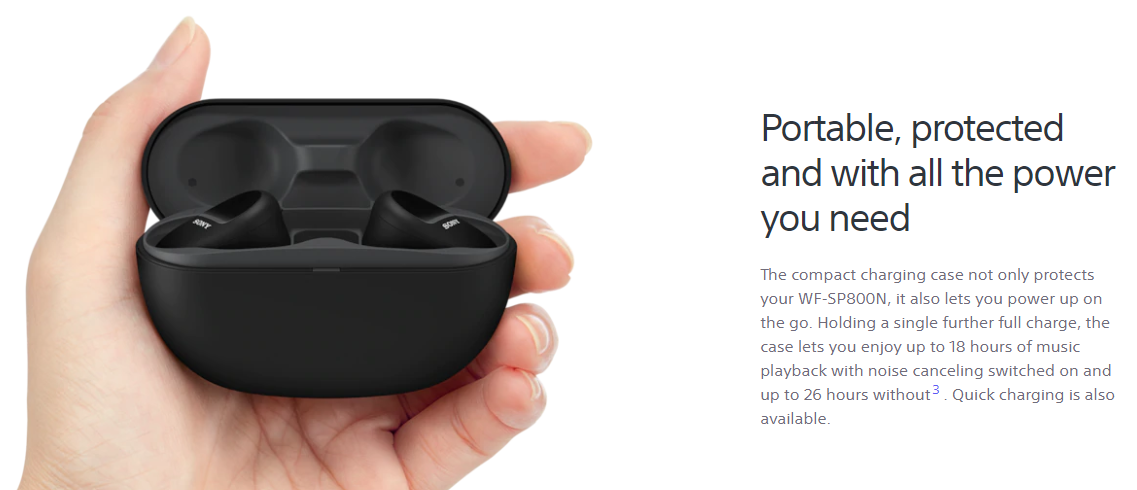 SONY
SONY
Portable, protected
and with all the power
you need
The compact charging case not only protects
your WF-SP800N, it also lets you power up on
the go. Holding a single further full charge, the
case lets you enjoy up to 18 hours of music
playback with noise canceling switched on and
up to 26 hours without3 . Quick charging is also
available.